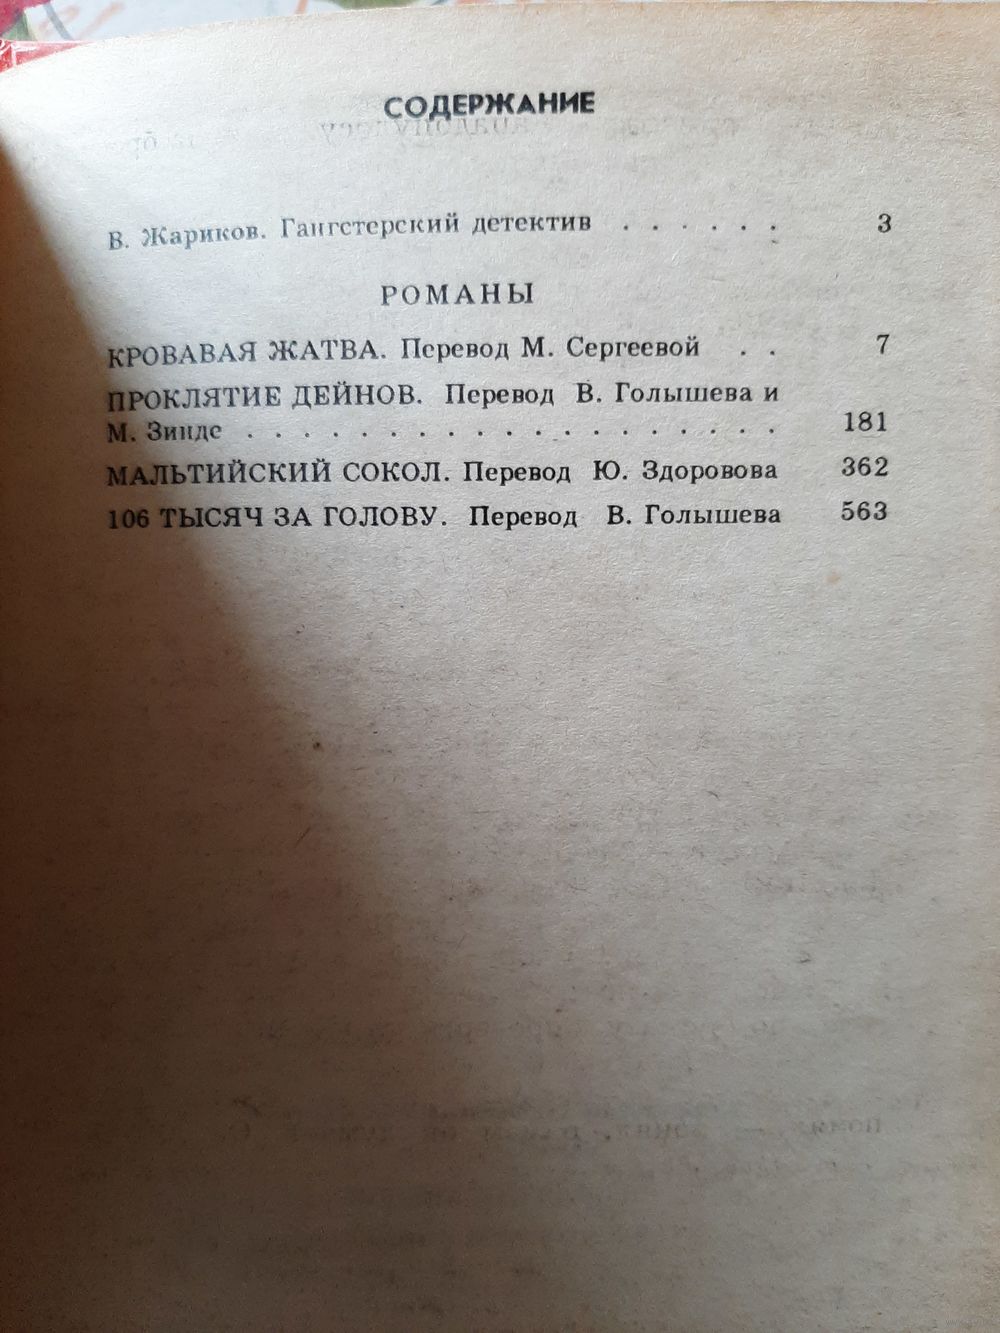 СОДЕРЖАНИЕ
В. Жариков. Гангстерский детектив . . . . . . 3
РОМАНЫ
КРОВАВАЯ ЖАТВА. Перевод М. Сергеевой . . 7
ПРОКЛЯТИЕ ДЕЙНОВ. Перевод В. Голышева и
М. Зинде . . . . . . . . . . . . . . . . . . . 181
МАЛЬТИЙСКИЙ СОКОЛ. Перевод Ю. Здоровова 362
106 ТЫСЯЧ ЗА ГОЛОВУ. Перевод В. Голышева 563